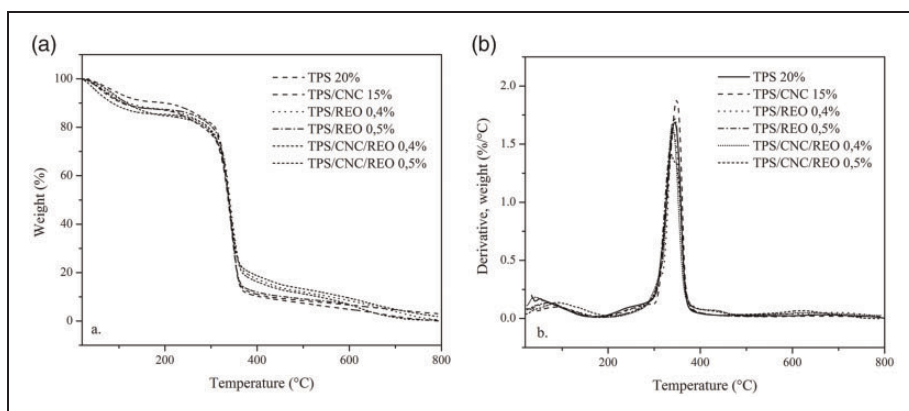 (a)
100
80
60
40
20
0
Weight (%)
200
400
600
800
Temperature (°C)
TPS 20%
TPS/CNC 15%
TPS/REO 0,4%
TPS/REO 0,5%
TPS/CNC/REO 0,4%
TPS/CNC/REO 0,5%
a.
(b)
2.0
1.5
1.0
0.5
0.0
Derivative, weight (%/°C)
200
400
600
800
Temperature (°C)
TPS 20%
TPS/CNC 15%
TPS/REO 0,4%
TPS/REO 0,5%
TPS/CNC/REO 0,4%
TPS/CNC/REO 0,5%
b.